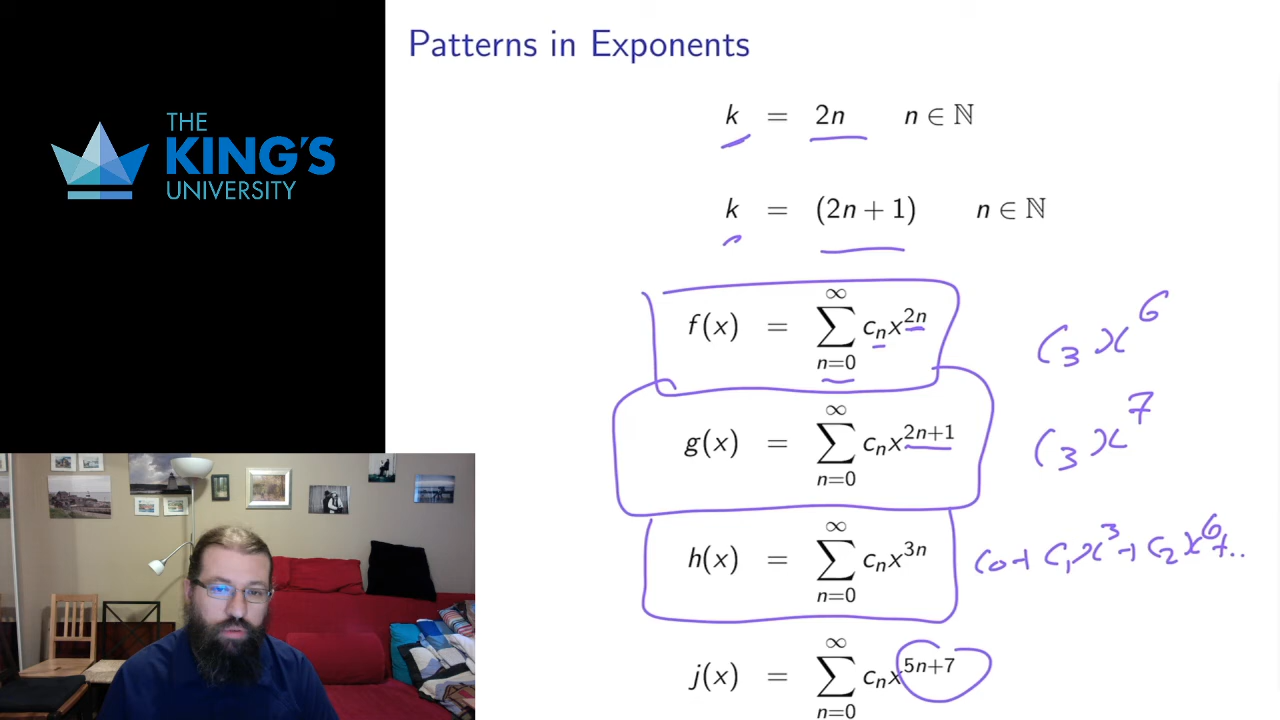 THE
KING'S
UNIVERSITY
Patterns in Exponents
k = 2n n ∈ ℕ
k = (2n + 1) n ∈ ℕ
f(x) = ∑_{n=0}^{∞} c_n x^{2n} c_3 x^6
g(x) = ∑_{n=0}^{∞} c_n x^{2n+1} c_3 x^7
h(x) = ∑_{n=0}^{∞} c_n x^{3n} c_0 + c_1 x^3 + c_2 x^6 + ..
j(x) = ∑_{n=0}^{∞} c_n x^{5n+7}